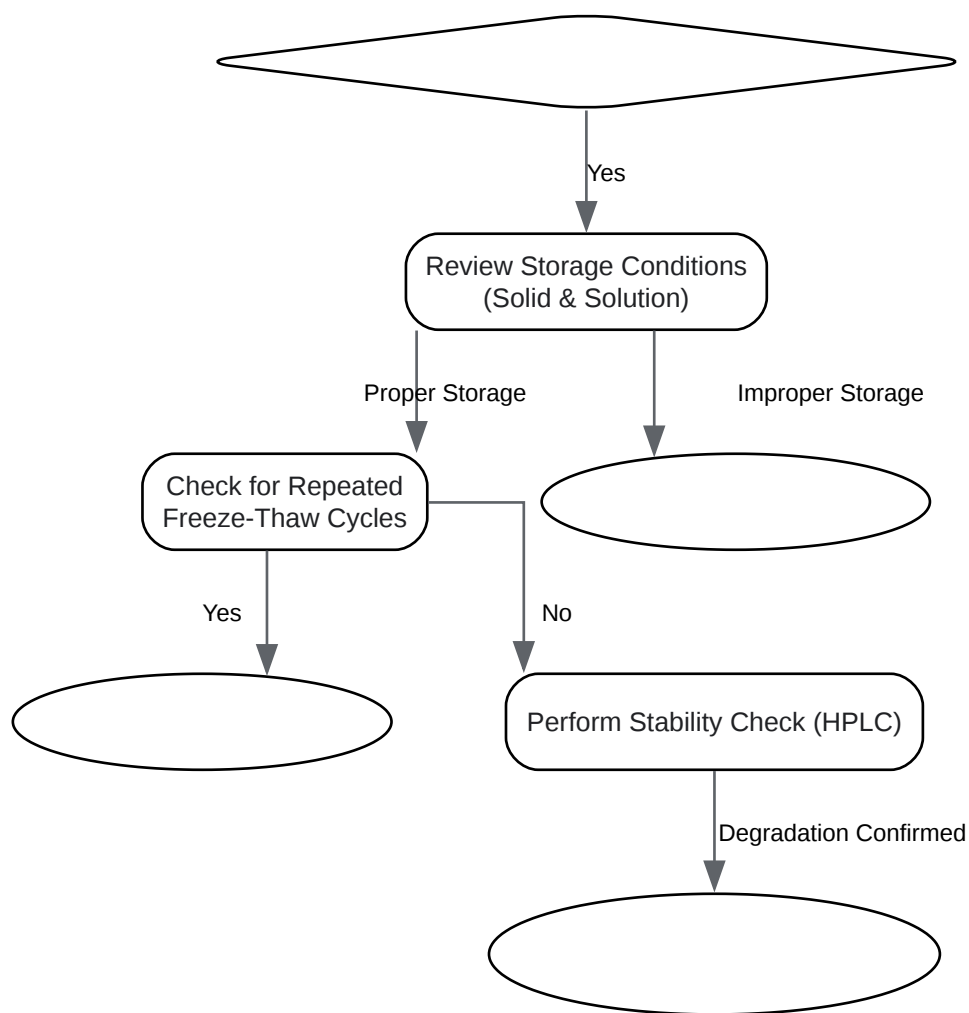 Yes
Review Storage Conditions
(Solid & Solution)
Proper Storage
Improper Storage
Check for Repeated
Freeze-Thaw Cycles
Yes
No
Perform Stability Check (HPLC)
Degradation Confirmed